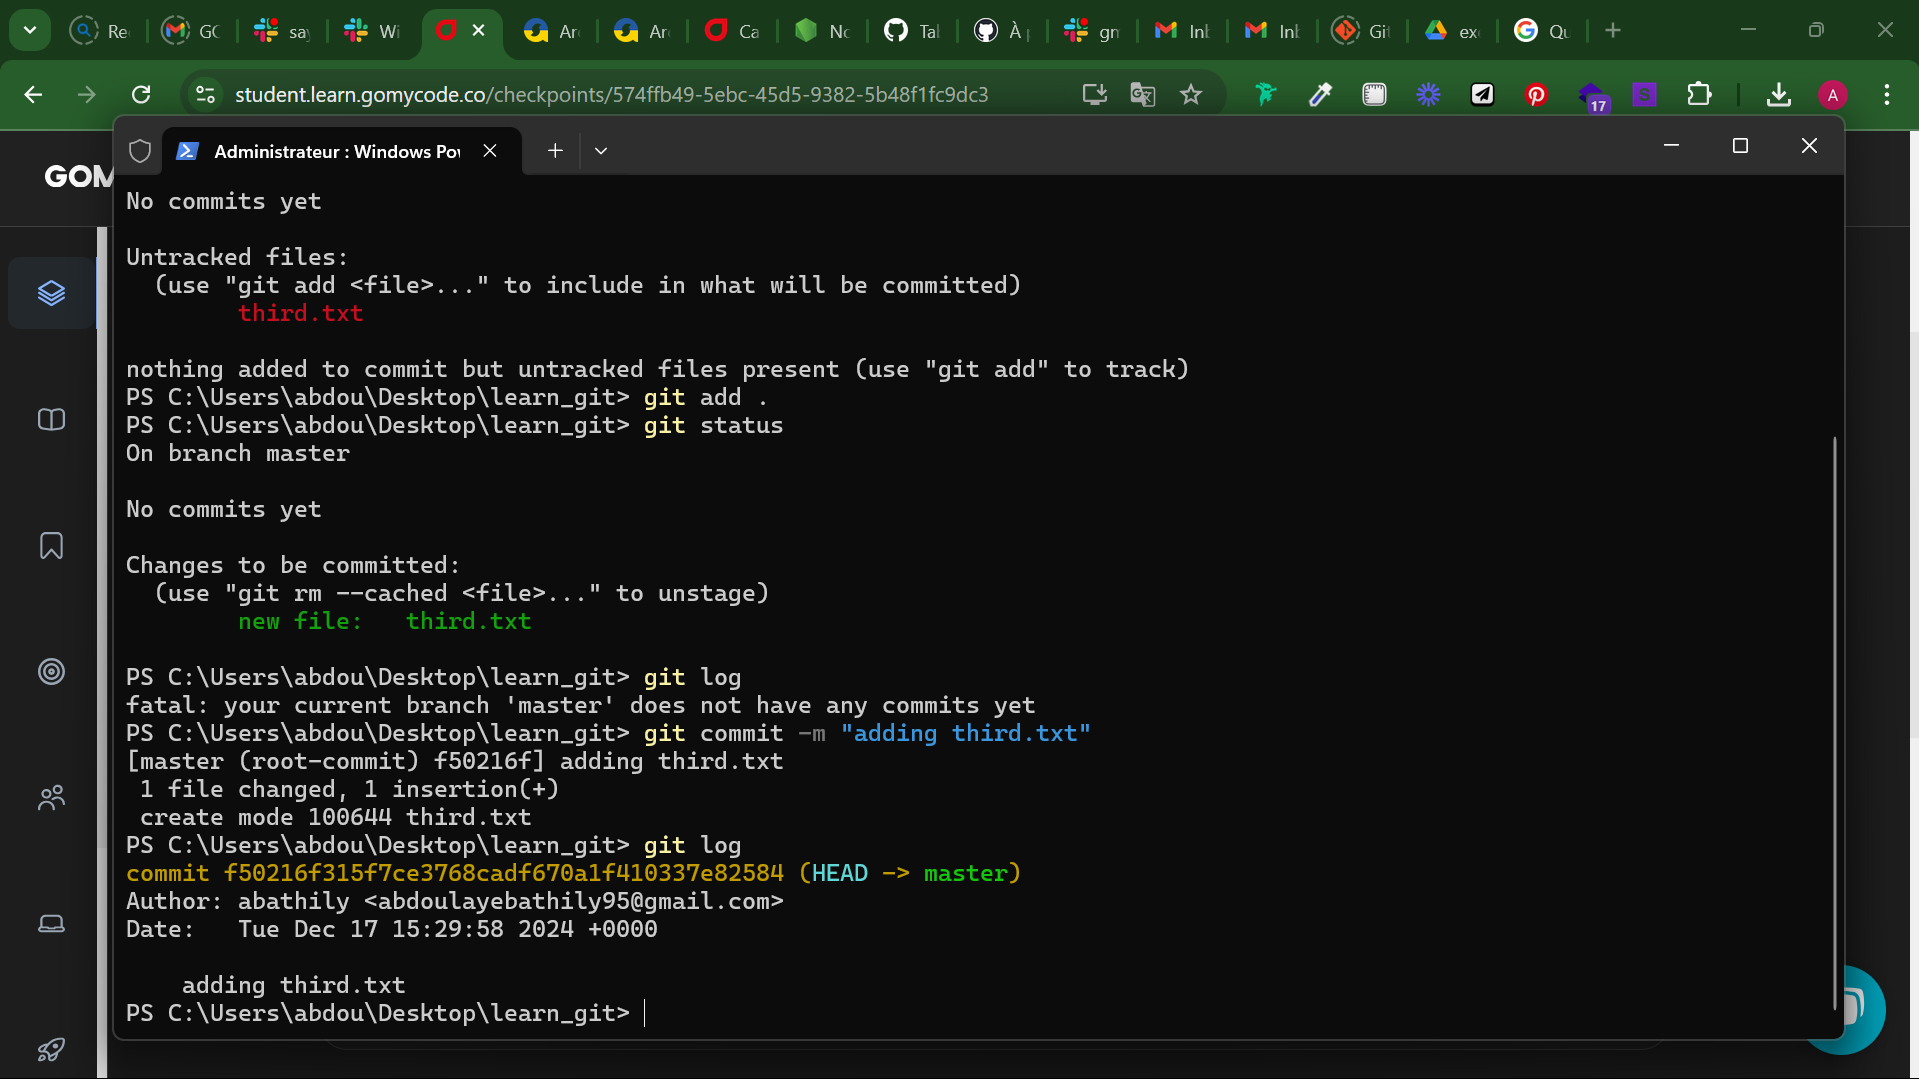 Re
GC
sa
Wi
Ar
Ar
Ca
Nc
Tal
À p
gn
Inb
Inb
Git
exe
Qu
student.learn.gomycode.co/checkpoints/574ffb49-5ebc-45d5-9382-5b48f1fc9dc3
17
S
A
GOM
Administrateur : Windows Pow
No commits yet
Untracked files:
(use "git add <file>..." to include in what will be committed)
third.txt
nothing added to commit but untracked files present (use "git add" to track)
PS C:\Users\abdou\Desktop\learn_git> git add .
PS C:\Users\abdou\Desktop\learn_git> git status
On branch master
No commits yet
Changes to be committed:
(use "git rm --cached <file>..." to unstage)
new file:   third.txt
PS C:\Users\abdou\Desktop\learn_git> git log
fatal: your current branch 'master' does not have any commits yet
PS C:\Users\abdou\Desktop\learn_git> git commit -m "adding third.txt"
[master (root-commit) f50216f] adding third.txt
1 file changed, 1 insertion(+)
create mode 100644 third.txt
PS C:\Users\abdou\Desktop\learn_git> git log
commit f50216f315f7ce3768cadf670a1f410337e82584 (HEAD -> master)
Author: abathily <abdoulayebathily95@gmail.com>
Date:   Tue Dec 17 15:29:58 2024 +0000
adding third.txt
PS C:\Users\abdou\Desktop\learn_git>